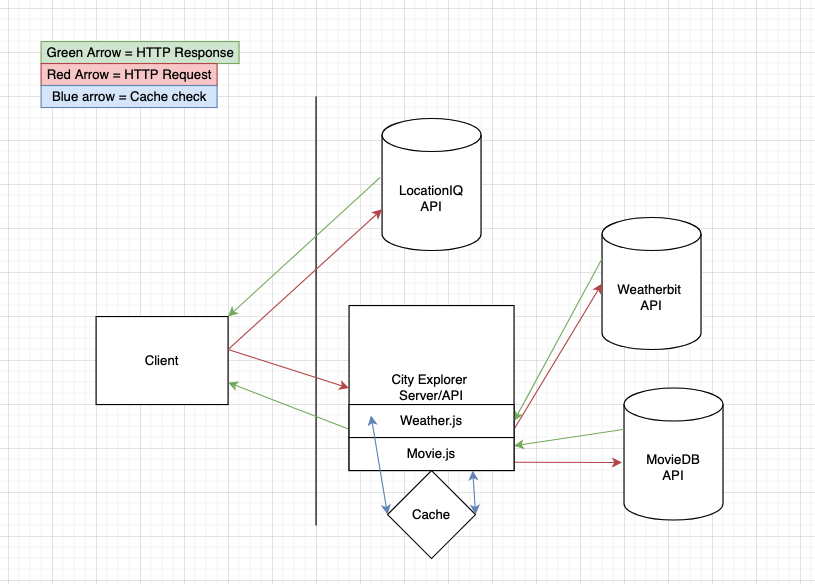 Green Arrow = HTTP Response
Red Arrow = HTTP Request
Blue arrow = Cache check
LocationIQ
API
Weatherbit
API
Client
City Explorer
Server/API
Weather.js
Movie.js
MovieDB
API
Cache